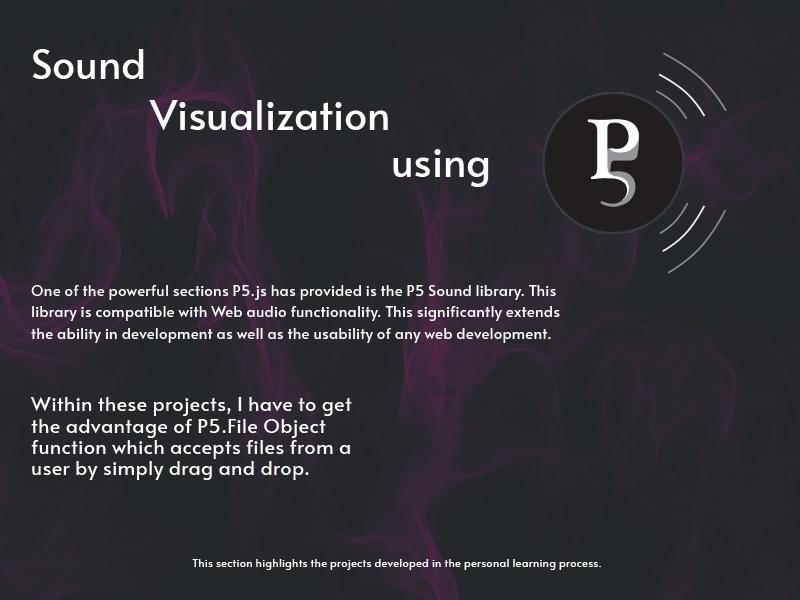 Sound
Visualization
using
P5
One of the powerful sections P5.js has provided is the P5 Sound library. This
library is compatible with Web audio functionality. This significantly extends
the ability in development as well as the usability of any web development.
Within these projects, I have to get
the advantage of P5.File Object
function which accepts files from a
user by simply drag and drop.
This section highlights the projects developed in the personal learning process.